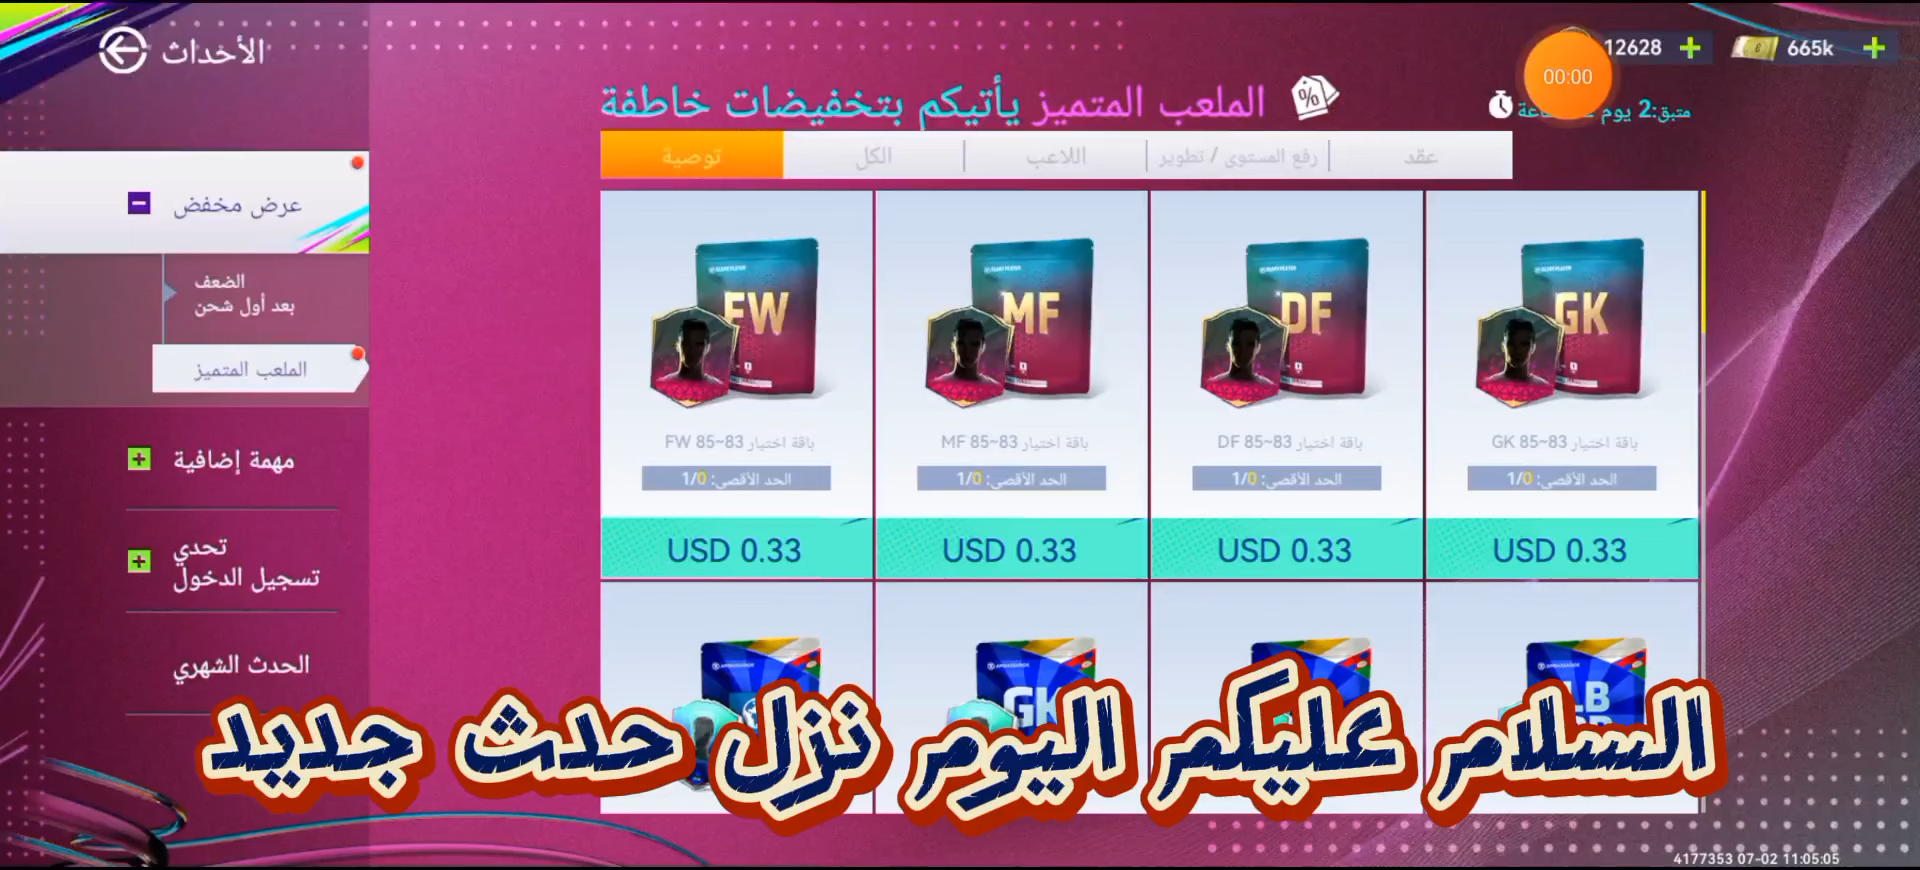 الأحداث
12628
665k
00:00
الملعب المتميز يأتيكم بتخفيضات خاطفة
متبق:2 يوم
توصية
الكل
اللاعب
رفع المستوى / تطوير
عقد
عرض مخفض
الضعف
بعد أول شحن
الملعب المتميز
مهمة إضافية
تحدي
تسجيل الدخول
الحدث الشهري
FW
MF
DF
GK
باقة اختيار FW 85~83
باقة اختيار MF 85~83
باقة اختيار DF 85~83
باقة اختيار GK 85~83
الحد الأقصى: 1/0
الحد الأقصى: 1/0
الحد الأقصى: 1/0
الحد الأقصى: 1/0
USD 0.33
USD 0.33
USD 0.33
USD 0.33
GK
LB
السلام عليكم اليوم نزل حدث جديد
4177353 07-02 11:05:05